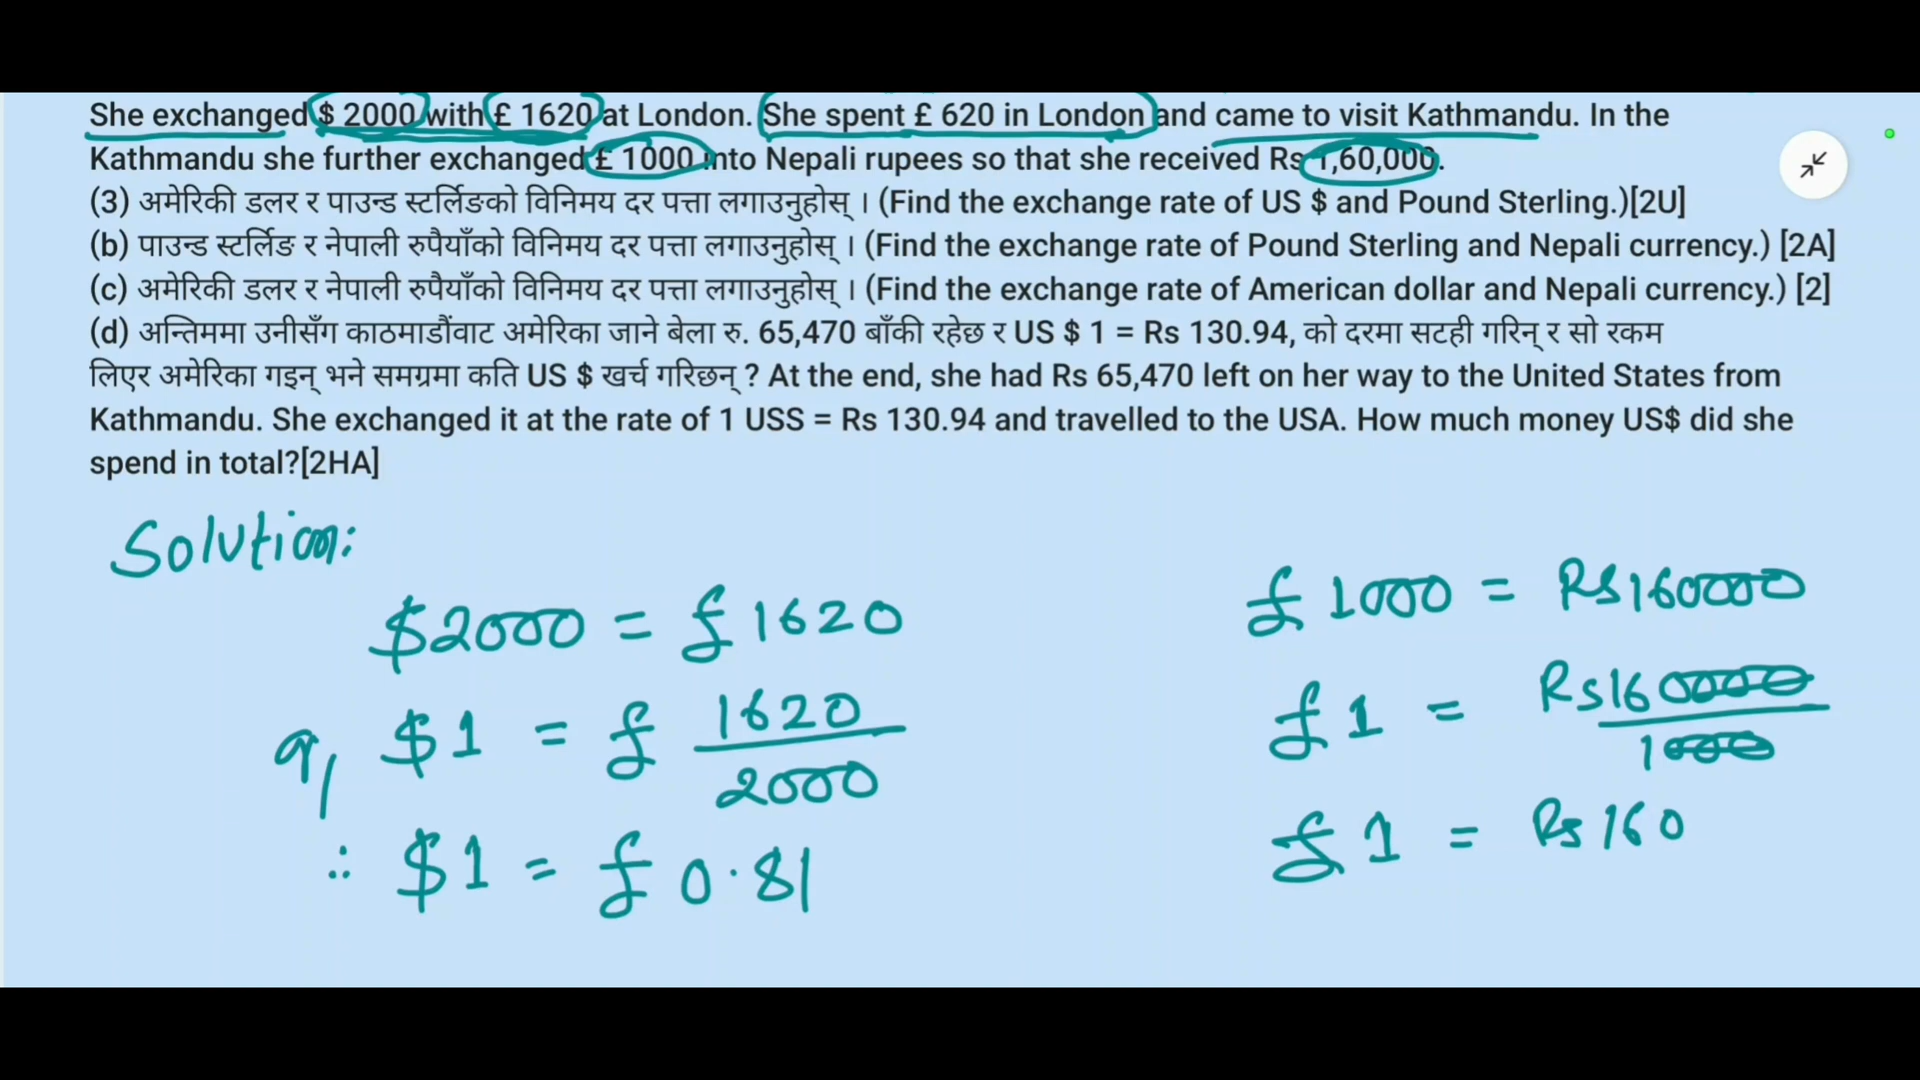 She exchanged $ 2000 with £ 1620 at London. She spent £ 620 in London and came to visit Kathmandu. In the
Kathmandu she further exchanged £ 1000 into Nepali rupees so that she received Rs 1,60,000.
(3) अमेरिकी डलर र पाउन्ड स्टर्लिङको विनिमय दर पत्ता लगाउनुहोस् । (Find the exchange rate of US $ and Pound Sterling.)[2U]
(b) पाउन्ड स्टर्लिङ र नेपाली रुपैयाँको विनिमय दर पत्ता लगाउनुहोस् । (Find the exchange rate of Pound Sterling and Nepali currency.) [2A]
(c) अमेरिकी डलर र नेपाली रुपैयाँको विनिमय दर पत्ता लगाउनुहोस् । (Find the exchange rate of American dollar and Nepali currency.) [2]
(d) अन्तिममा उनीसँग काठमाडौंवाट अमेरिका जाने बेला रु. 65,470 बाँकी रहेछ र US $ 1 = Rs 130.94, को दरमा सटही गरिन् र सो रकम
लिएर अमेरिका गइन् भने समग्रमा कति US $ खर्च गरिछन् ? At the end, she had Rs 65,470 left on her way to the United States from
Kathmandu. She exchanged it at the rate of 1 USS = Rs 130.94 and travelled to the USA. How much money US$ did she
spend in total?[2HA]
Solution:
$2000 = £ 1620
$1 = £ 1620/2000
∴ $1 = £ 0.81
£ 1000 = Rs 160000
£ 1 = Rs 160000/1000
£ 1 = Rs 160